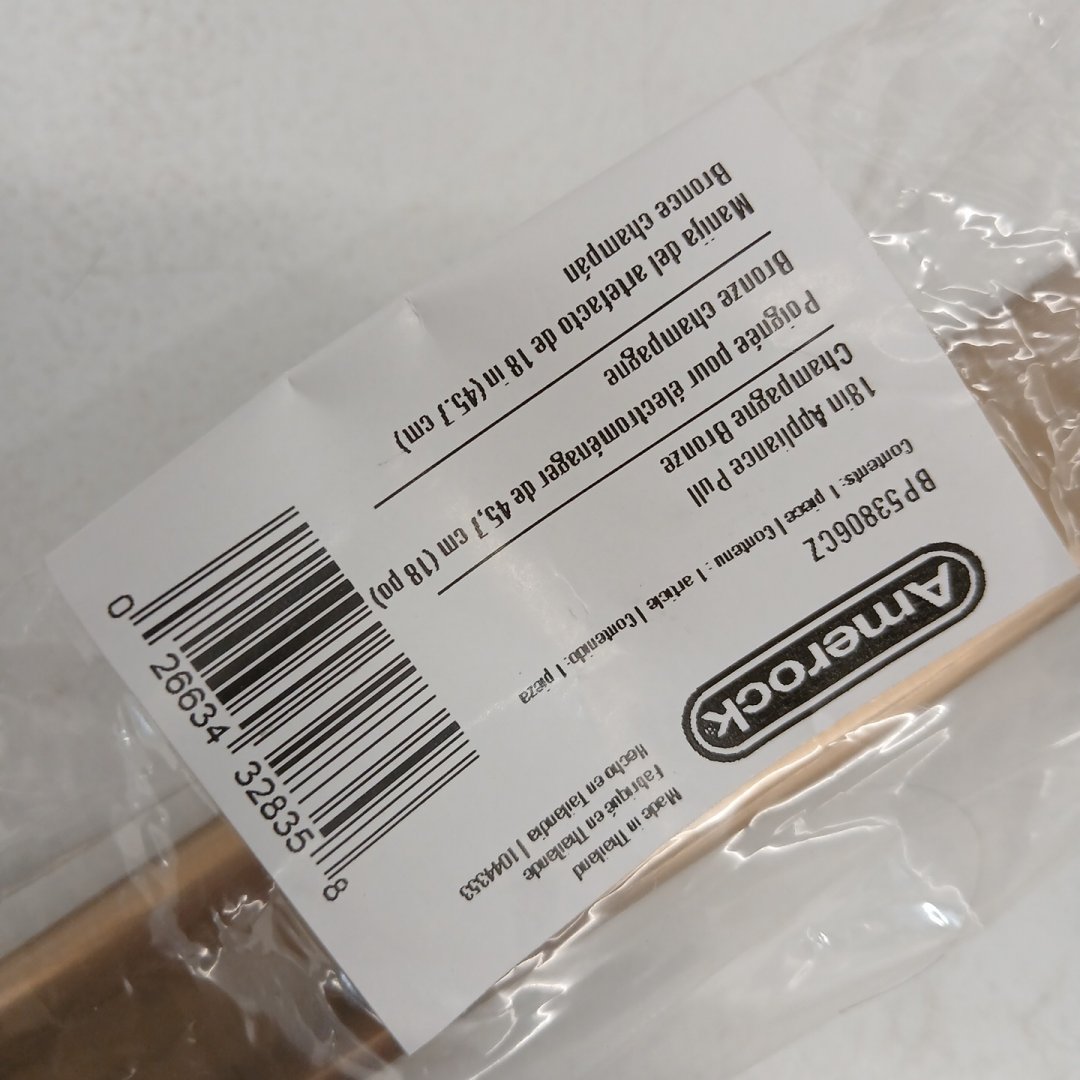 Amerock
BP53806CZ
Contents: 1 piece | Contenu : 1 article | Contenido: 1 pieza
18in Appliance Pull
Champagne Bronze
Poignée pour électroménager de 45,7 cm (18 po)
Bronze champagne
Manija del artefacto de 18 in (45.7 cm)
Bronce champán
Made in Thailand
Fabriqué en Thaïlande
Hecho en Tailandia | 1044353
0 26634 32835 8